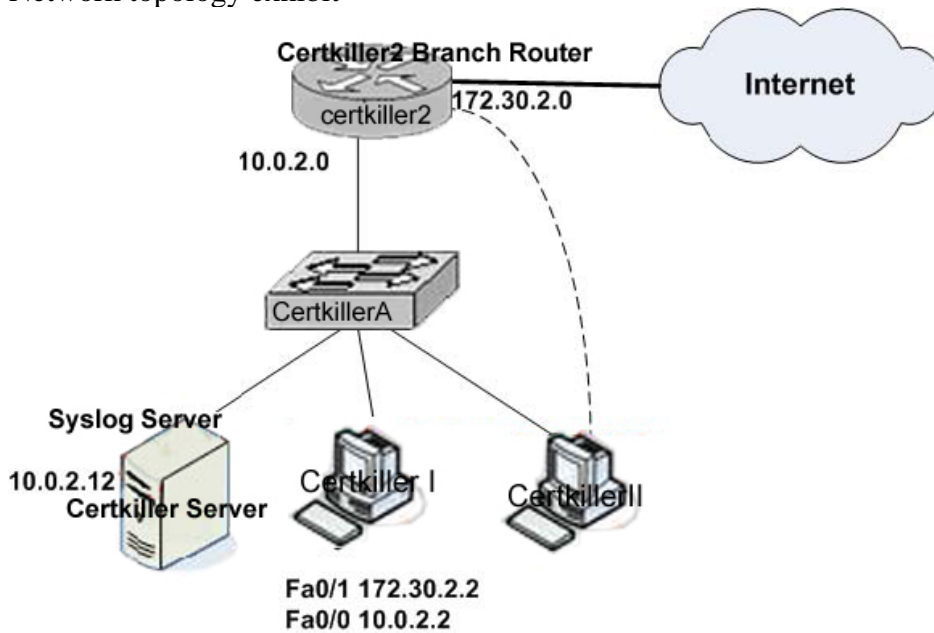 Network topology exhibit
Certkiller2 Branch Router
Internet
certkiller2
172.30.2.0
10.0.2.0
CertkillerA
Syslog Server
10.0.2.12
Certkiller Server
Certkiller I
CertkillerII
Fa0/1 172.30.2.2
Fa0/0 10.0.2.2